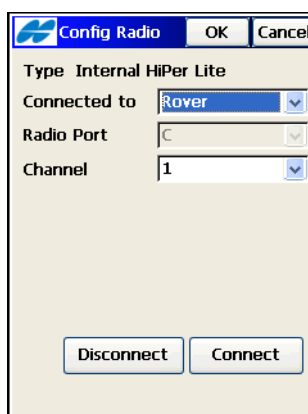 Config Radio OK Cancel
Type Internal HiPer Lite
Connected to Rover
Radio Port C
Channel 1
Disconnect Connect